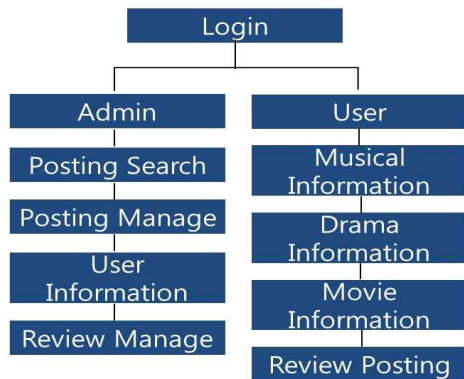 Login
Admin
Posting Search
Posting Manage
User
Information
Review Manage
User
Musical
Information
Drama
Information
Movie
Information
Review Posting